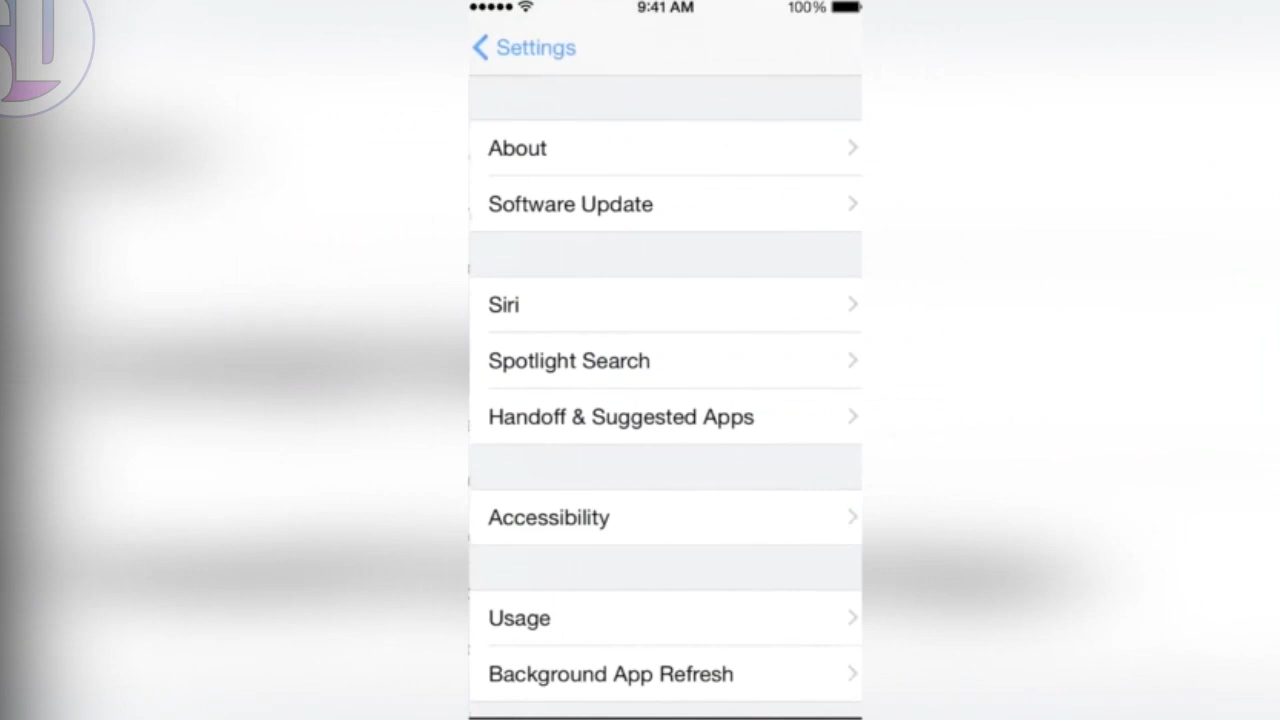 9:41 AM
100%
Settings
About
Software Update
Siri
Spotlight Search
Handoff & Suggested Apps
Accessibility
Usage
Background App Refresh